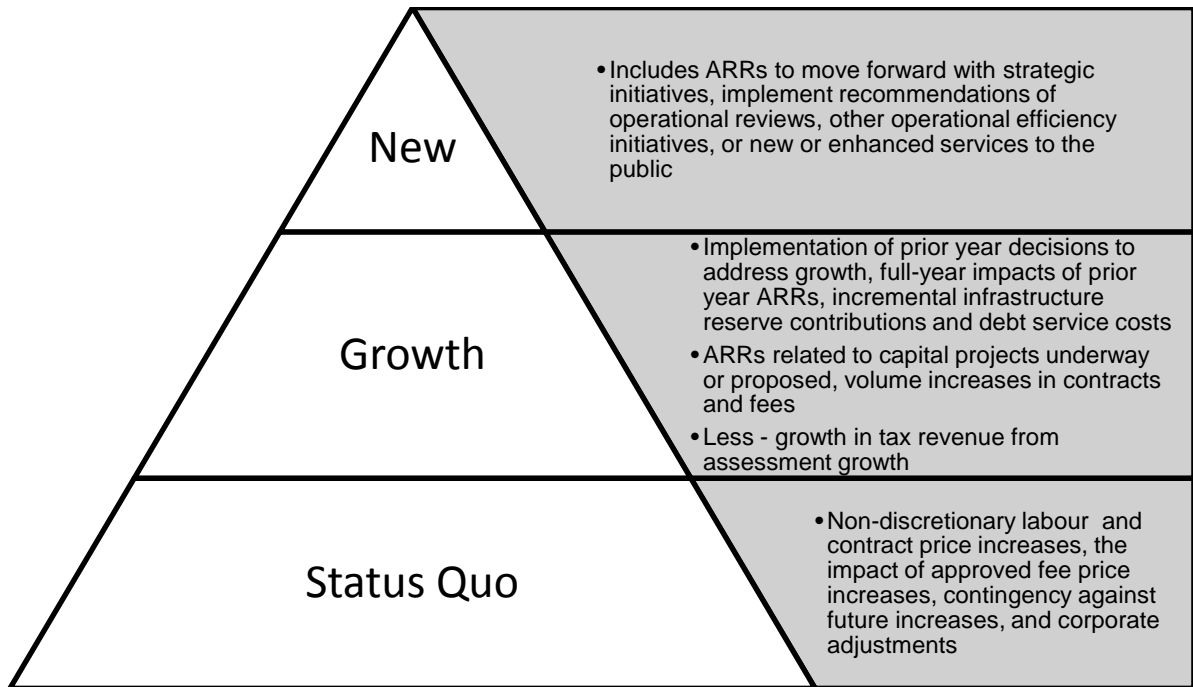 New
•Includes ARRs to move forward with strategic
initiatives, implement recommendations of
operational reviews, other operational efficiency
initiatives, or new or enhanced services to the
public
Growth
•Implementation of prior year decisions to
address growth, full-year impacts of prior
year ARRs, incremental infrastructure
reserve contributions and debt service costs
•ARRs related to capital projects underway
or proposed, volume increases in contracts
and fees
•Less - growth in tax revenue from
assessment growth
Status Quo
•Non-discretionary labour  and
contract price increases, the
impact of approved fee price
increases, contingency against
future increases, and corporate
adjustments